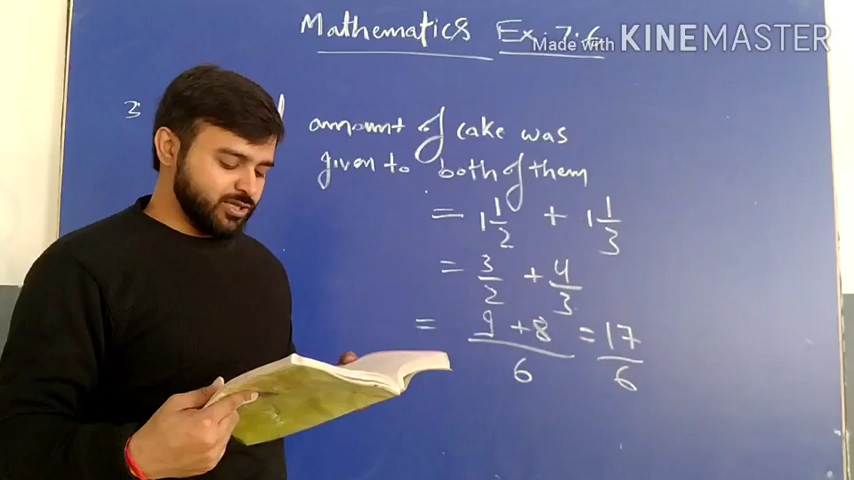 Mathematics Ex. 7.6
Made with KINEMASTER
3
amount of cake was
given to both of them
= 1 1/2 + 1 1/3
= 3/2 + 4/3
= 9 + 8 / 6 = 17/6